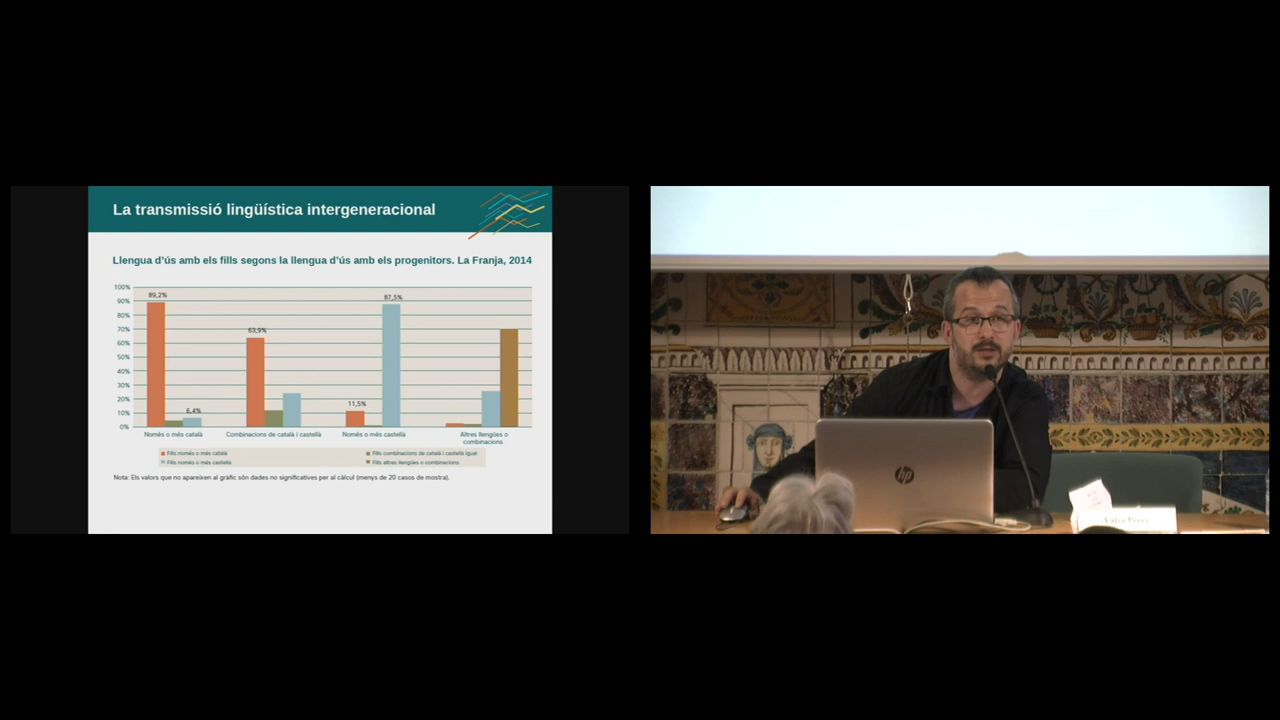 La transmissió lingüística intergeneracional
Llengua d'ús amb els fills segons la llengua d'ús amb els progenitors. La Franja, 2014
100%
90%
80%
70%
60%
50%
40%
30%
20%
10%
0%
89,2%
6,4%
63,9%
11,5%
87,5%
Només o més català
Combinacions de català i castellà
Només o més castellà
Altres llengües o
combinacions
Fills només o més català
Fills combinacions de català i castellà igual
Fills només o més castellà
Fills altres llengües o combinacions
Nota: Els valors que no apareixen al gràfic són dades no significatives per al càlcul (menys de 20 casos de mostra).
hp